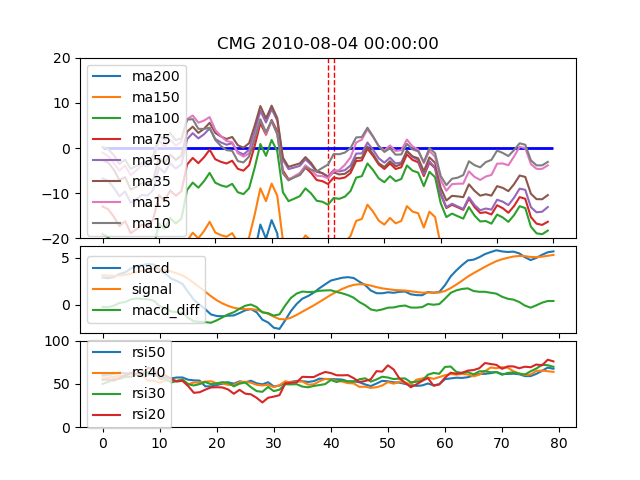 CMG 2010-08-04 00:00:00
20
10
0
−10
−20
ma200
ma150
ma100
ma75
ma50
ma35
ma15
ma10
5
0
macd
signal
macd_diff
100
50
0
rsi50
rsi40
rsi30
rsi20
0 10 20 30 40 50 60 70 80